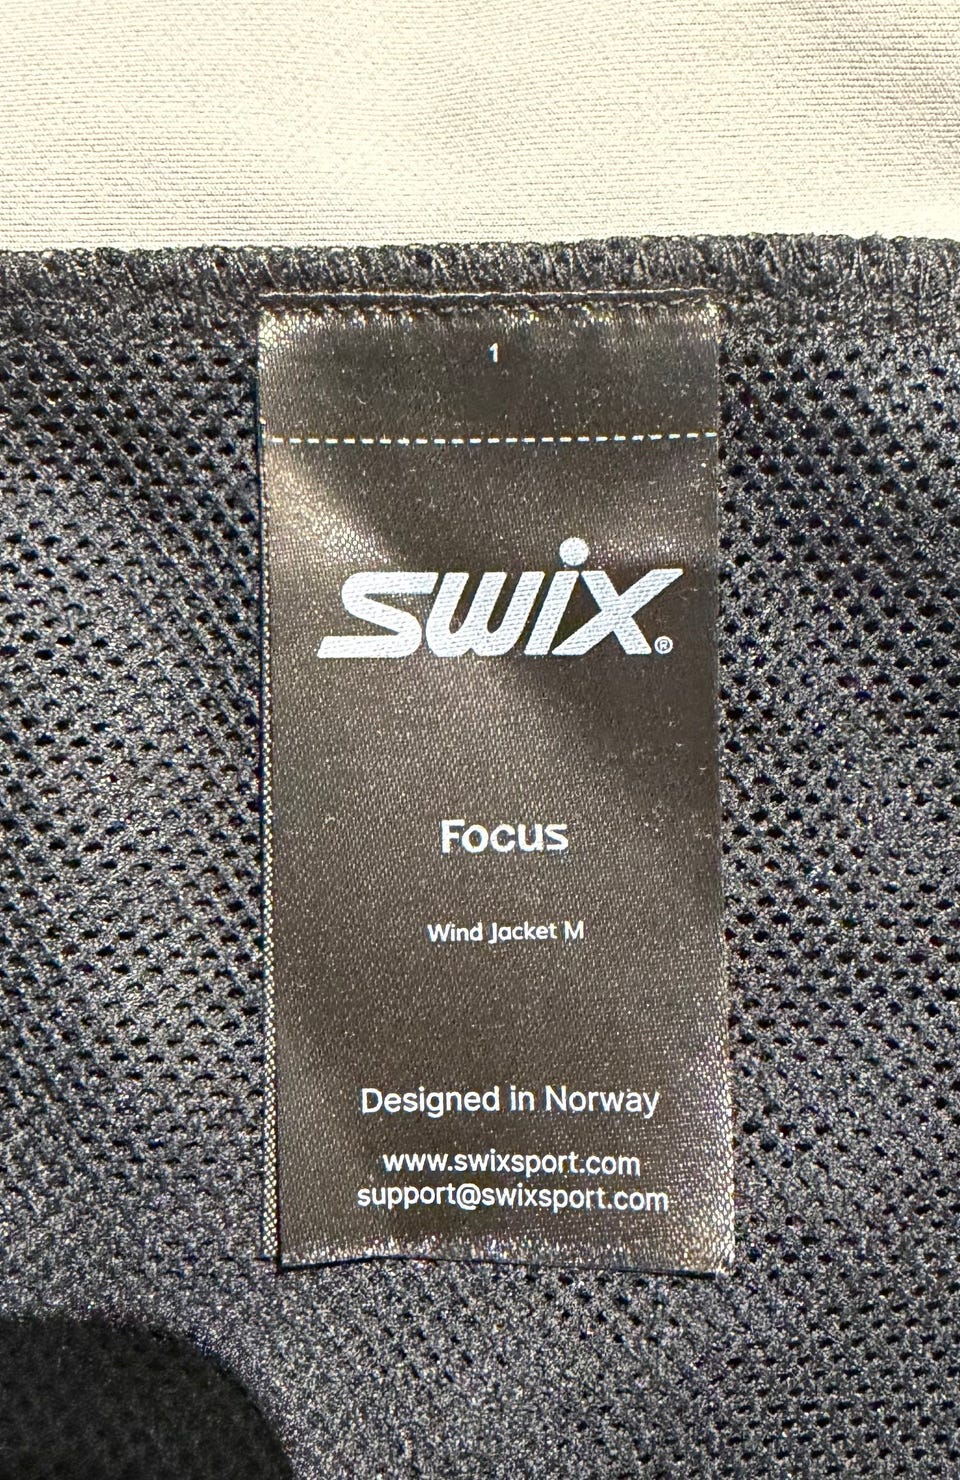 1
swix®
Focus
Wind Jacket M
Designed in Norway
www.swixsport.com
support@swixsport.com